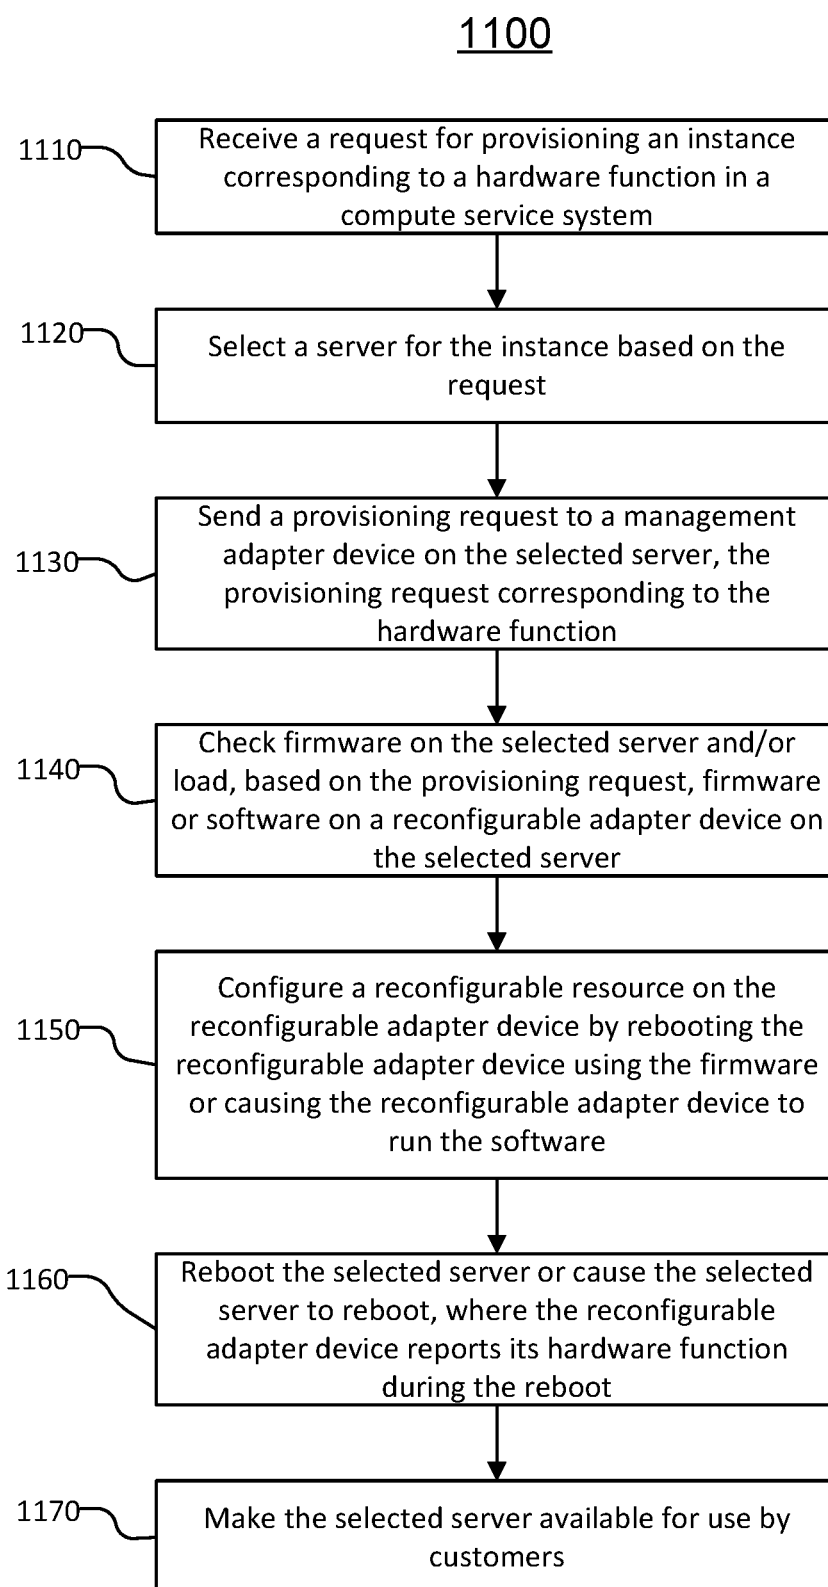 1100
1110
Receive a request for provisioning an instance
corresponding to a hardware function in a
compute service system
1120
Select a server for the instance based on the
request
1130
Send a provisioning request to a management
adapter device on the selected server, the
provisioning request corresponding to the
hardware function
1140
Check firmware on the selected server and/or
load, based on the provisioning request, firmware
or software on a reconfigurable adapter device on
the selected server
1150
Configure a reconfigurable resource on the
reconfigurable adapter device by rebooting the
reconfigurable adapter device using the firmware
or causing the reconfigurable adapter device to
run the software
1160
Reboot the selected server or cause the selected
server to reboot, where the reconfigurable
adapter device reports its hardware function
during the reboot
1170
Make the selected server available for use by
customers